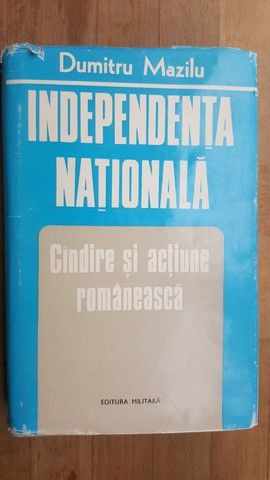 Dumitru Mazilu
INDEPENDENȚA
NAȚIONALĂ
Gîndire și acțiune
românească
EDITURA MILITARĂ